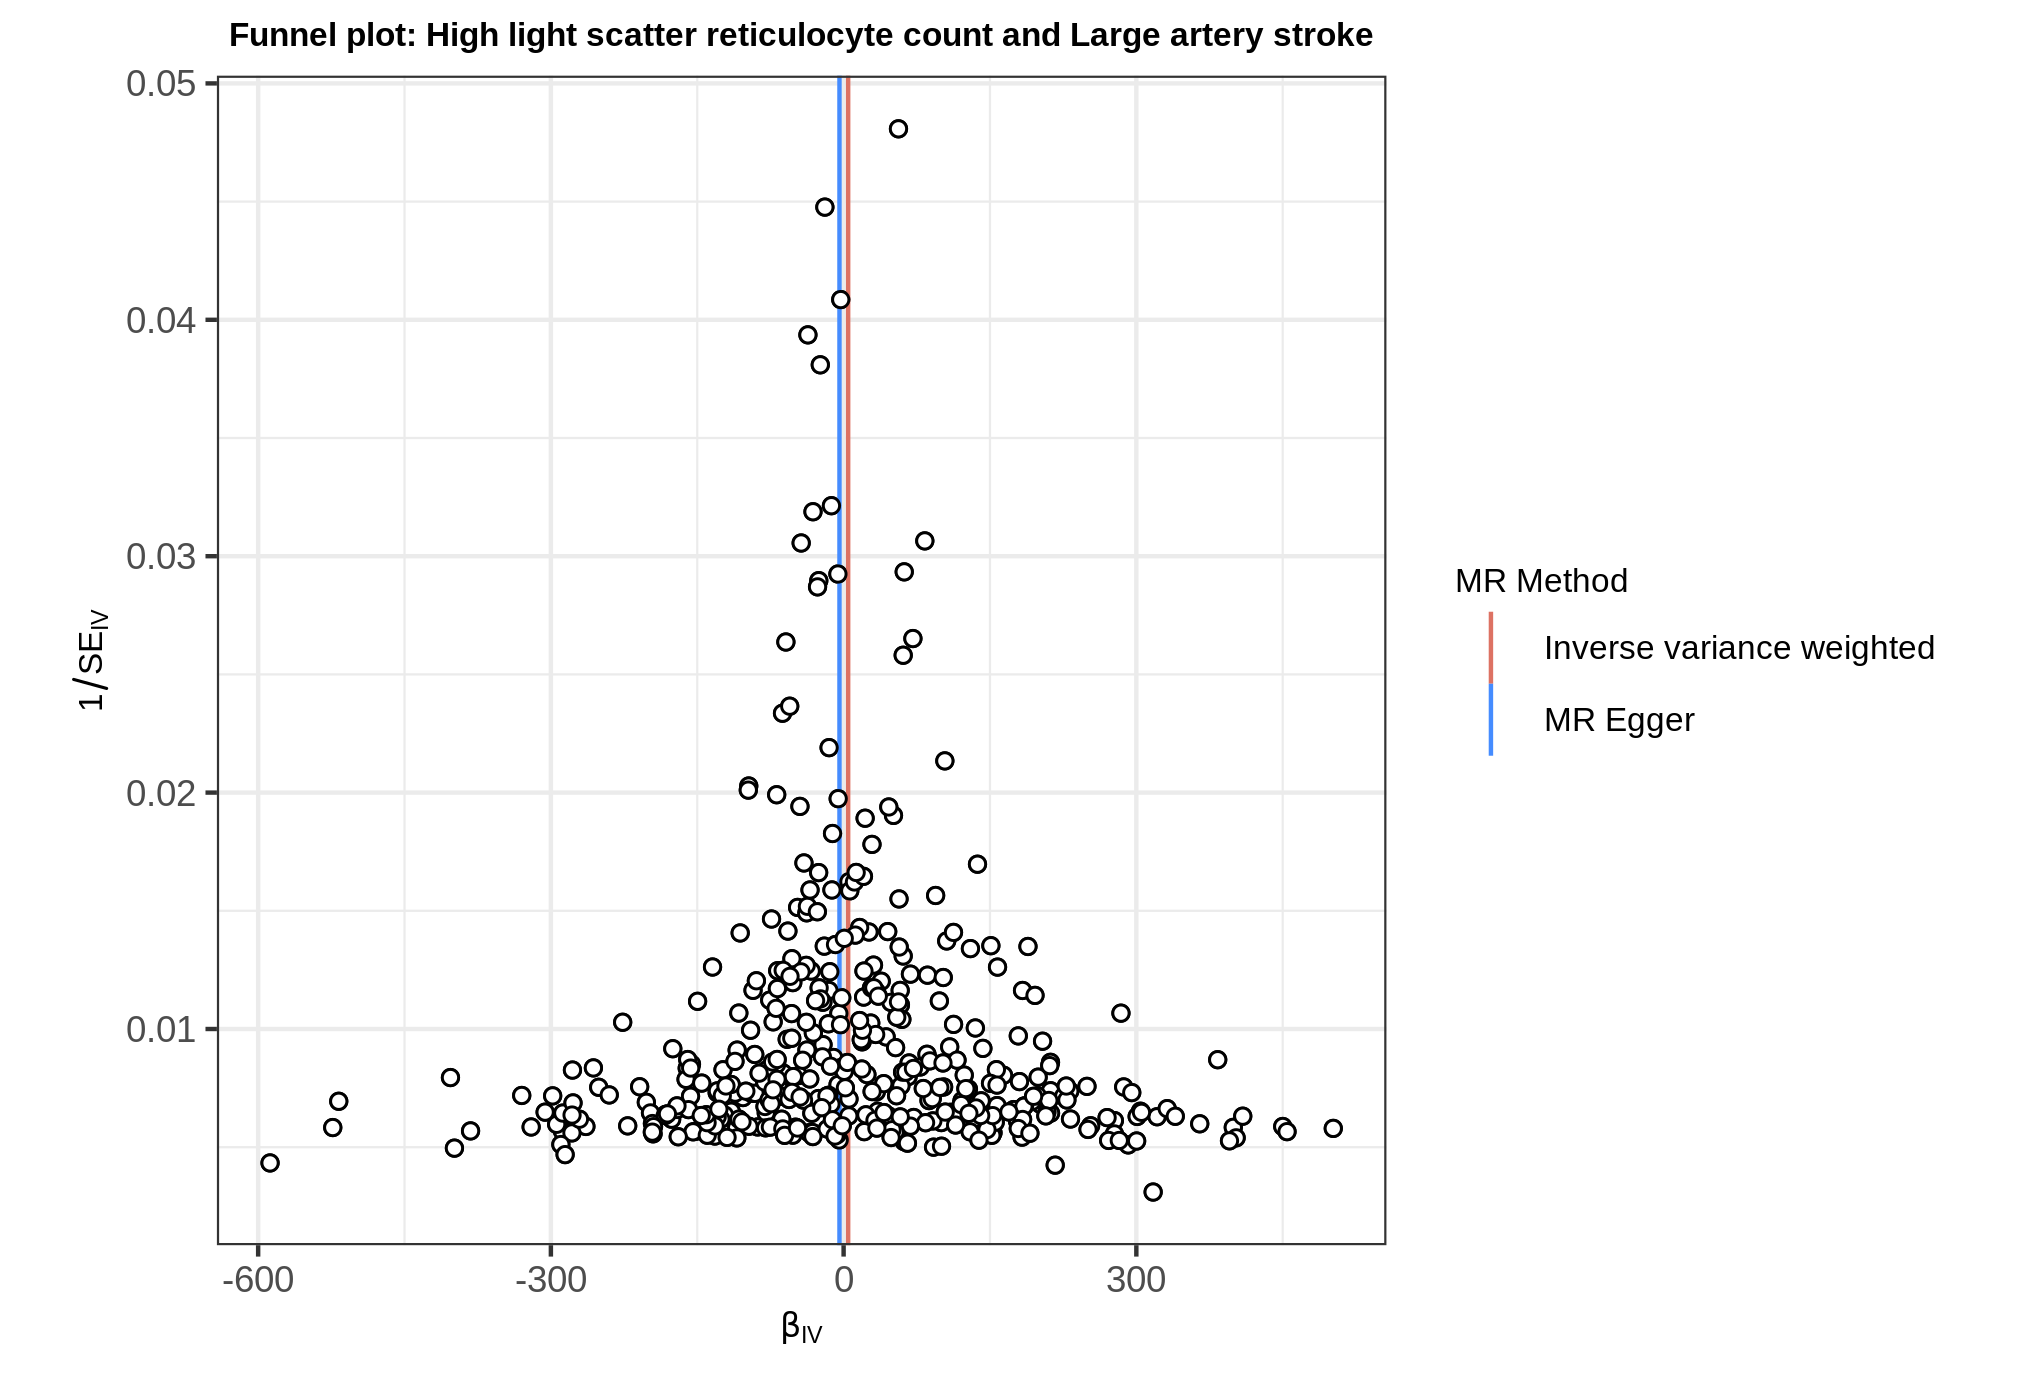 Funnel plot: High light scatter reticulocyte count and Large artery stroke
0.05
0.04
0.03
0.02
0.01
1/SE_IV
-600 -300 0 300
β_IV
MR Method
Inverse variance weighted
MR Egger